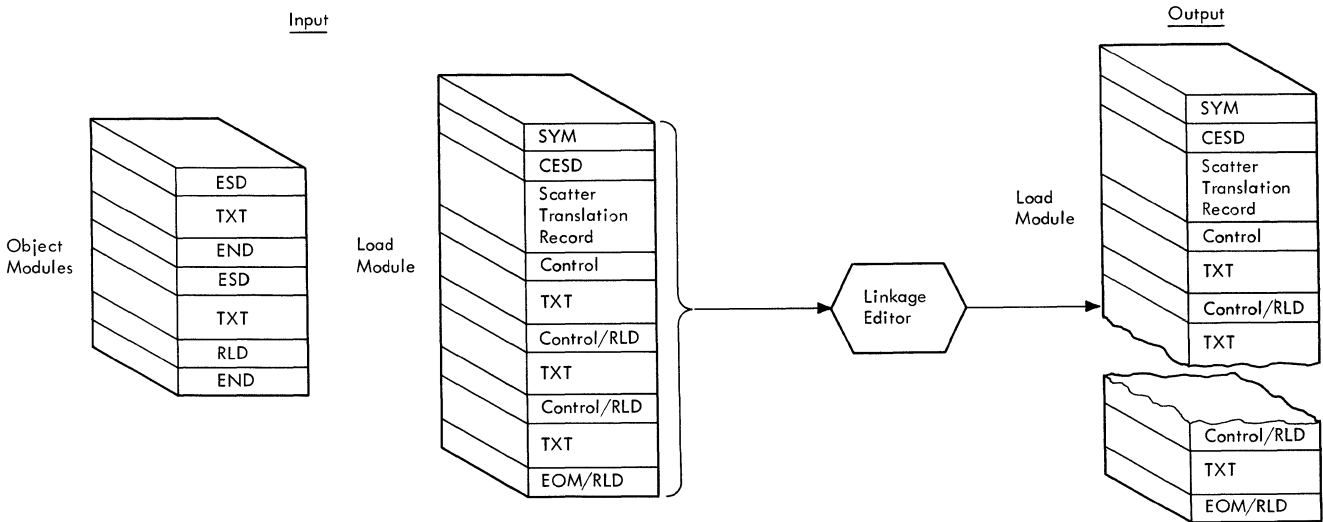 Input
Output
Object
Modules
ESD
TXT
END
ESD
TXT
RLD
END
Load
Module
SYM
CESD
Scatter
Translation
Record
Control
TXT
Control/RLD
TXT
Control/RLD
TXT
EOM/RLD
Linkage
Editor
Load
Module
SYM
CESD
Scatter
Translation
Record
Control
TXT
Control/RLD
TXT
Control/RLD
TXT
EOM/RLD